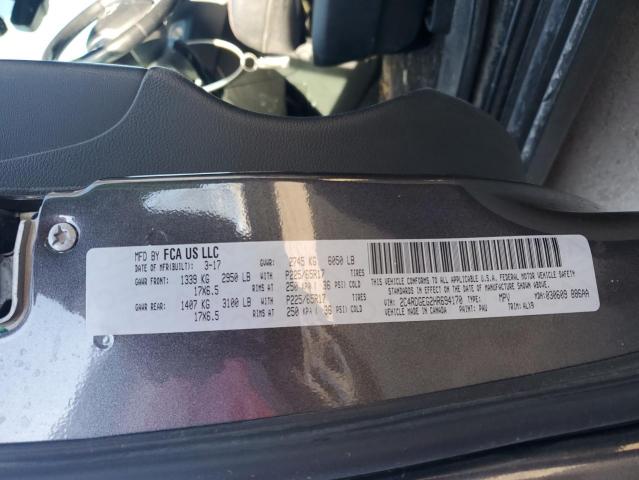 MFD BY FCA US LLC GVWR: 2745 KG 6050 LB
DATE OF MFR(BUILT): 3-17
GAWR FRONT: 1339 KG 2950 LB WITH P225/65R17 TIRES
17X6.5 RIMS AT 250 KPA ( 36 PSI) COLD
GAWR REAR: 1407 KG 3100 LB WITH P225/65R17 TIRES
17X6.5 RIMS AT 250 KPA ( 36 PSI) COLD
THIS VEHICLE CONFORMS TO ALL APPLICABLE U.S.A. FEDERAL MOTOR VEHICLE SAFETY
STANDARDS IN EFFECT ON THE DATE OF MANUFACTURE SHOWN ABOVE.
VIN: 2C4RDGEG2HR694170 TYPE: MPV MDH: 030609 886AA
VEHICLE MADE IN CANADA PAINT: PAU TRIM: ALX9